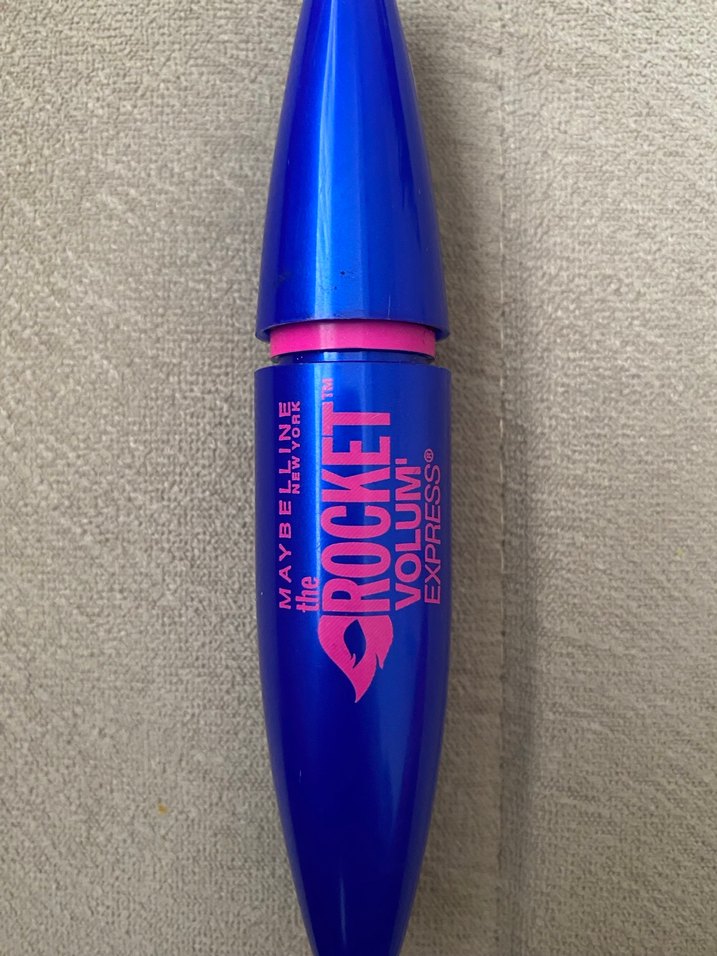 MAYBELLINE
NEW YORK
the
ROCKET™
VOLUM'
EXPRESS®